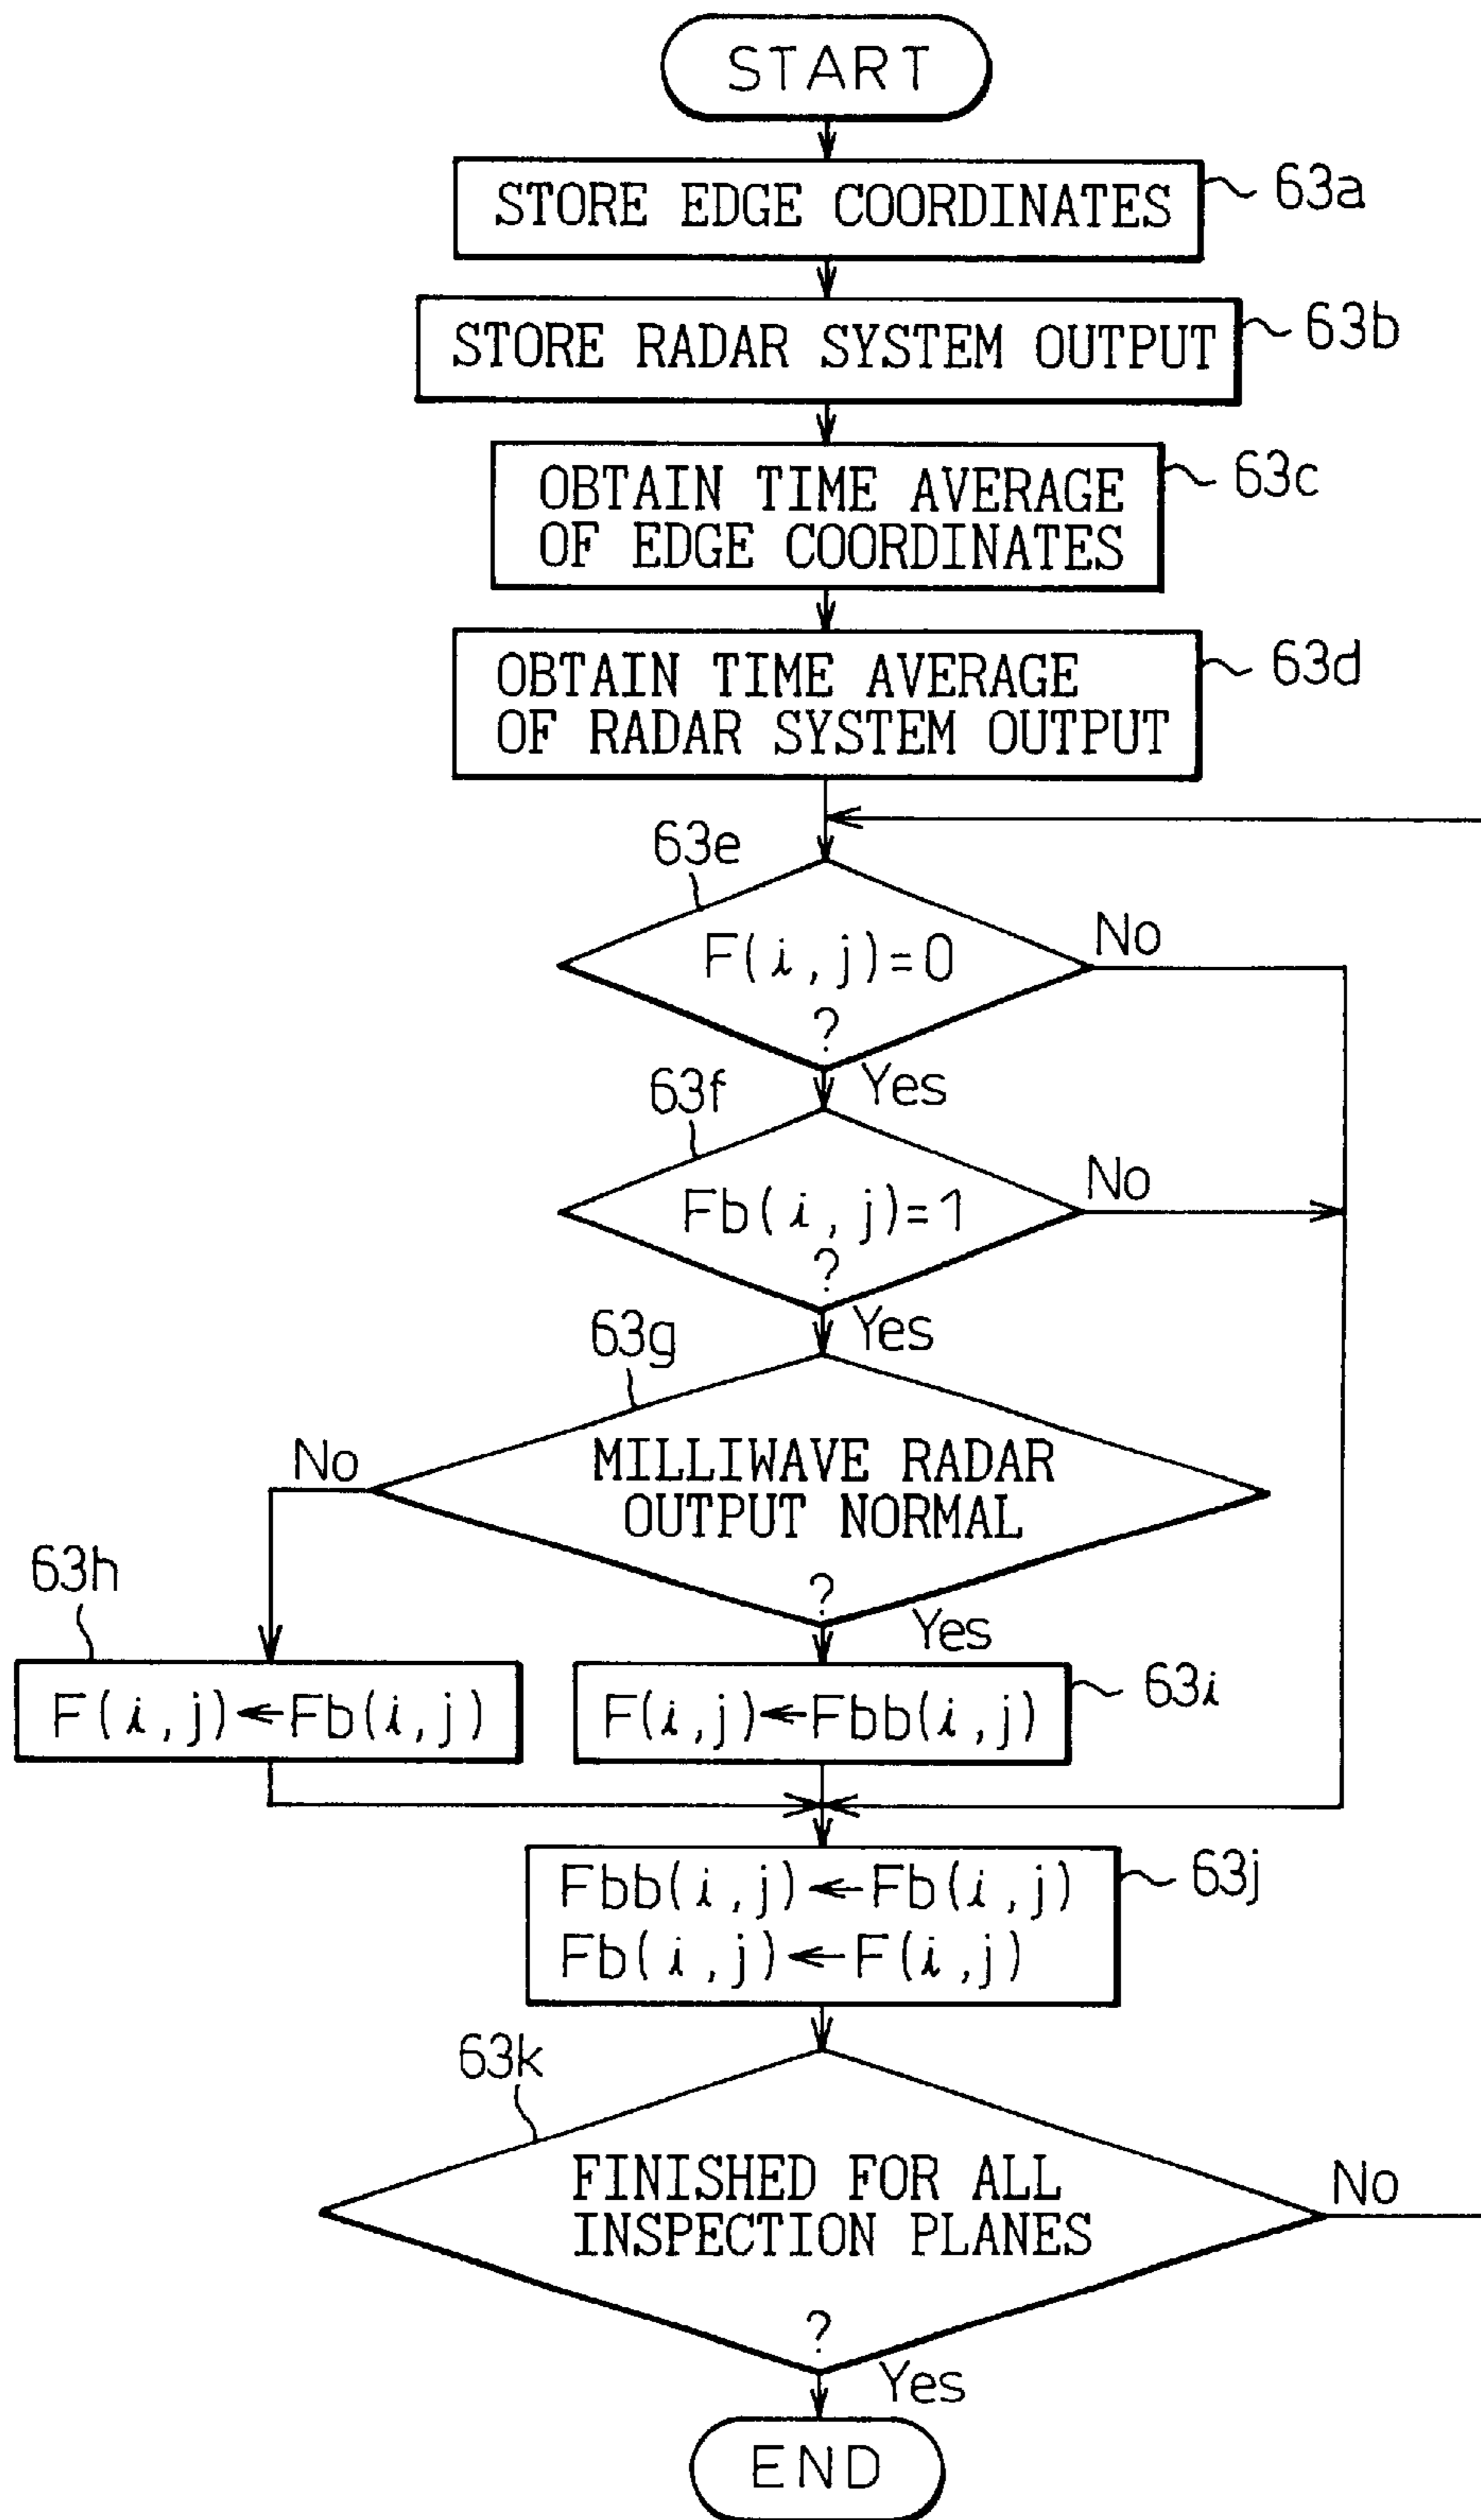 START
STORE EDGE COORDINATES
63a
STORE RADAR SYSTEM OUTPUT
63b
OBTAIN TIME AVERAGE
OF EDGE COORDINATES
63c
OBTAIN TIME AVERAGE
OF RADAR SYSTEM OUTPUT
63d
63e
F(i,j)=0
?
No
Yes
63f
Fb(i,j)=1
?
No
Yes
63g
MILLIWAVE RADAR
OUTPUT NORMAL
?
No
Yes
63h
F(i,j)←Fb(i,j)
F(i,j)←Fbb(i,j)
63i
Fbb(i,j)←Fb(i,j)
Fb(i,j)←F(i,j)
63j
63k
FINISHED FOR ALL
INSPECTION PLANES
?
No
Yes
END